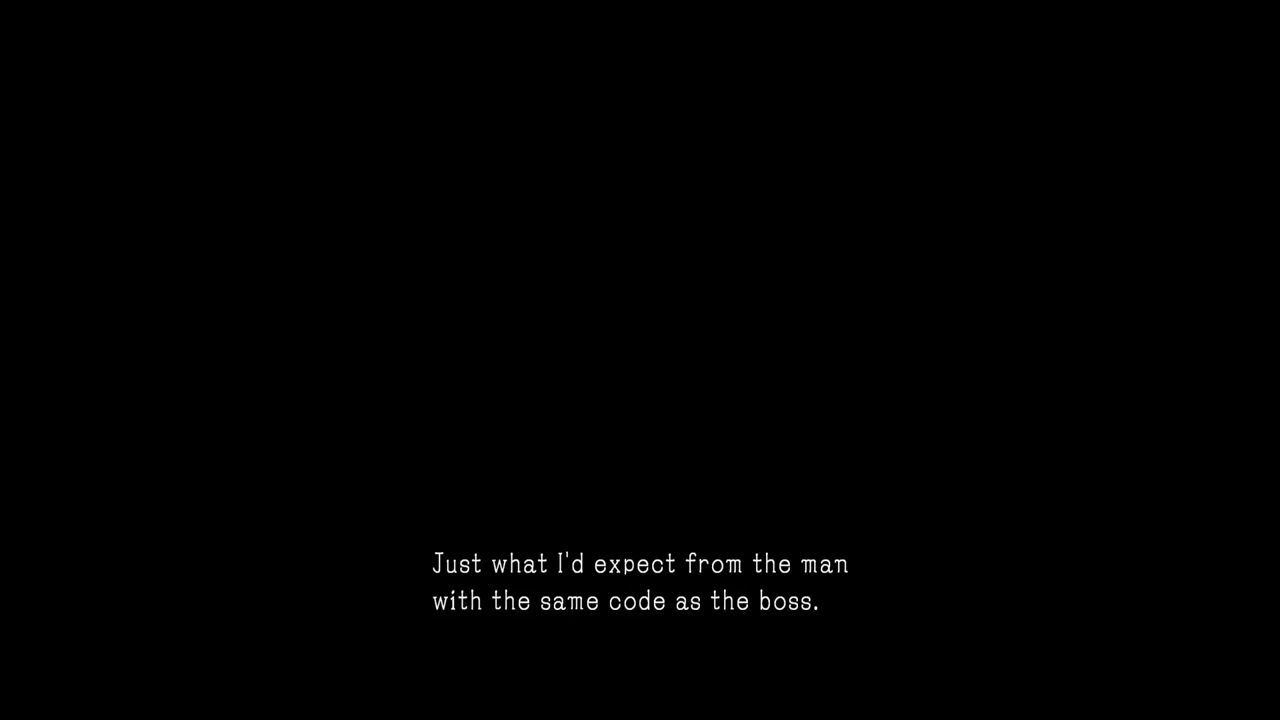 Just what I'd expect from the man
with the same code as the boss.